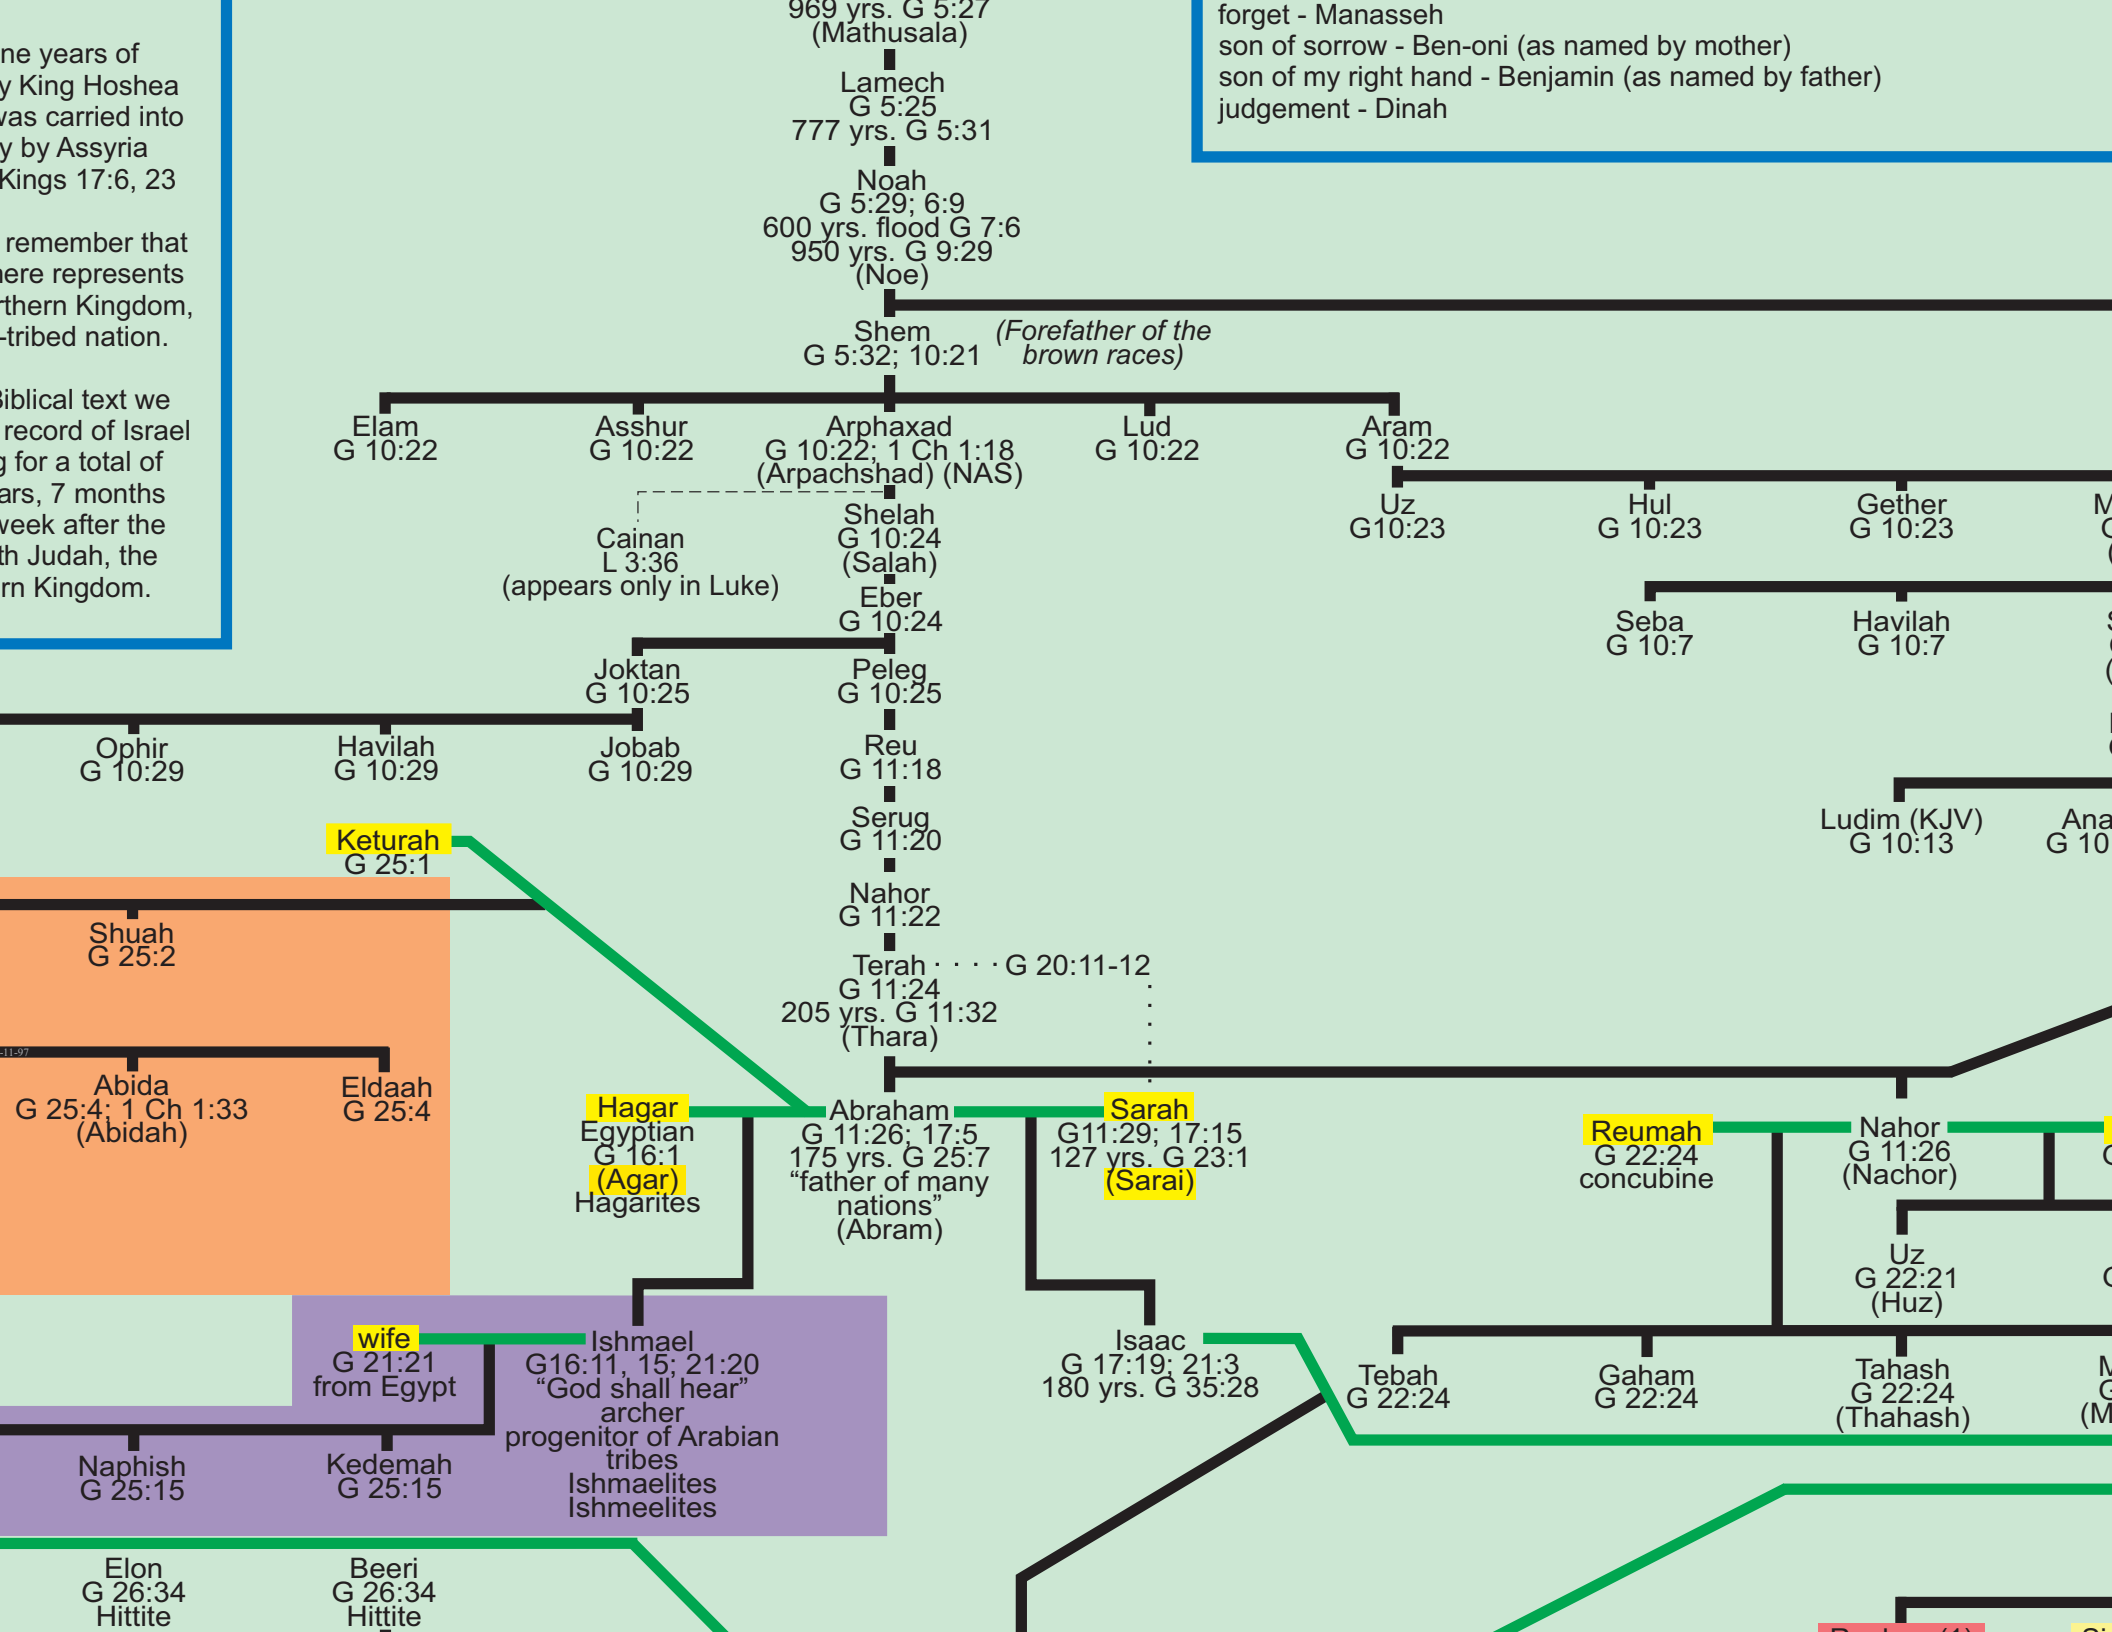 ne years of
y King Hoshea
was carried into
y by Assyria
Kings 17:6, 23
remember that
here represents
rthern Kingdom,
-tribed nation.
Biblical text we
record of Israel
g for a total of
ars, 7 months
week after the
th Judah, the
rn Kingdom.
969 yrs. G 5:27
(Mathusala)
Lamech
G 5:25
777 yrs. G 5:31
Noah
G 5:29; 6:9
600 yrs. flood G 7:6
950 yrs. G 9:29
(Noe)
forget - Manasseh
son of sorrow - Ben-oni (as named by mother)
son of my right hand - Benjamin (as named by father)
judgement - Dinah
Shem
G 5:32; 10:21
(Forefather of the
brown races)
Elam
G 10:22
Asshur
G 10:22
Arphaxad
G 10:22; 1 Ch 1:18
(Arpachshad) (NAS)
Lud
G 10:22
Aram
G 10:22
Uz
G10:23
Hul
G 10:23
Gether
G 10:23
Cainan
L 3:36
(appears only in Luke)
Shelah
G 10:24
(Salah)
Eber
G 10:24
Seba
G 10:7
Havilah
G 10:7
Joktan
G 10:25
Peleg
G 10:25
Ophir
G 10:29
Havilah
G 10:29
Jobab
G 10:29
Reu
G 11:18
Serug
G 11:20
Ludim (KJV)
G 10:13
Ana
G 10
Keturah
G 25:1
Nahor
G 11:22
Shuah
G 25:2
Terah · · · · G 20:11-12
G 11:24
205 yrs. G 11:32
(Thara)
-11-97
Abida
G 25:4; 1 Ch 1:33
(Abidah)
Eldaah
G 25:4
Hagar
Egyptian
G 16:1
(Agar)
Hagarites
Abraham
G 11:26; 17:5
175 yrs. G 25:7
“father of many
nations”
(Abram)
Sarah
G11:29; 17:15
127 yrs. G 23:1
(Sarai)
Reumah
G 22:24
concubine
Nahor
G 11:26
(Nachor)
Uz
G 22:21
(Huz)
wife
G 21:21
from Egypt
Ishmael
G16:11, 15; 21:20
“God shall hear”
archer
progenitor of Arabian
tribes
Ishmaelites
Ishmeelites
Isaac
G 17:19; 21:3
180 yrs. G 35:28
Tebah
G 22:24
Gaham
G 22:24
Tahash
G 22:24
(Thahash)
(M
Naphish
G 25:15
Kedemah
G 25:15
Elon
G 26:34
Hittite
Beeri
G 26:34
Hittite